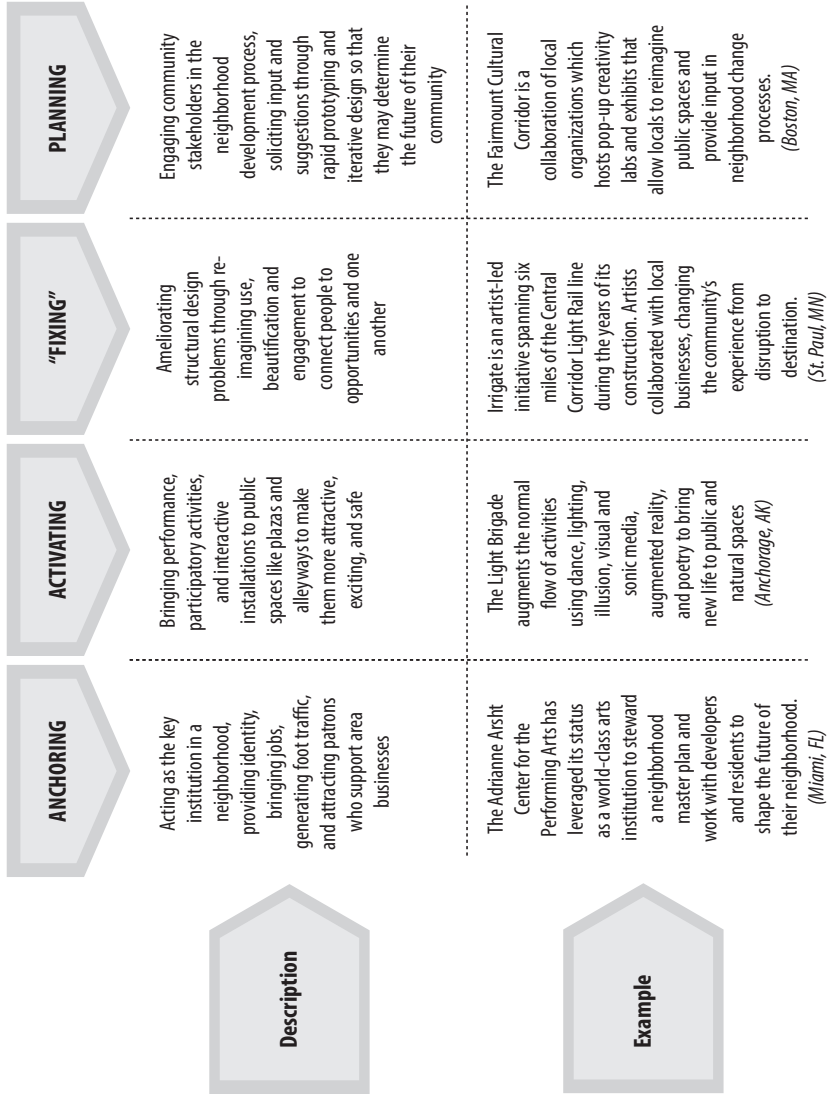 ANCHORING
ACTIVATING
"FIXING"
PLANNING
Description
Acting as the key
institution in a
neighborhood,
providing identity,
bringing jobs,
generating foot traffic,
and attracting patrons
who support area
businesses
Bringing performance,
participatory activities,
and interactive
installations to public
spaces like plazas and
alleyways to make
them more attractive,
exciting, and safe
Ameliorating
structural design
problems through re-
imagining use,
beautification and
engagement to
connect people to
opportunities and one
another
Engaging community
stakeholders in the
neighborhood
development process,
soliciting input and
suggestions through
rapid prototyping and
iterative design so that
they may determine
the future of their
community
Example
The Adrianne Arsht
Center for the
Performing Arts has
leveraged its status
as a world-class arts
institution to steward
a neighborhood
master plan and
work with developers
and residents to
shape the future of
their neighborhood.
(Miami, FL)
The Light Brigade
augments the normal
flow of activities
using dance, lighting,
illusion, visual and
sonic media,
augmented reality,
and poetry to bring
new life to public and
natural spaces
(Anchorage, AK)
Irrigate is an artist-led
initiative spanning six
miles of the Central
Corridor Light Rail line
during the years of its
construction. Artists
collaborated with local
businesses, changing
the community's
experience from
disruption to
destination.
(St. Paul, MN)
The Fairmount Cultural
Corridor is a
collaboration of local
organizations which
hosts pop-up creativity
labs and exhibits that
allow locals to reimagine
public spaces and
provide input in
neighborhood change
processes.
(Boston, MA)